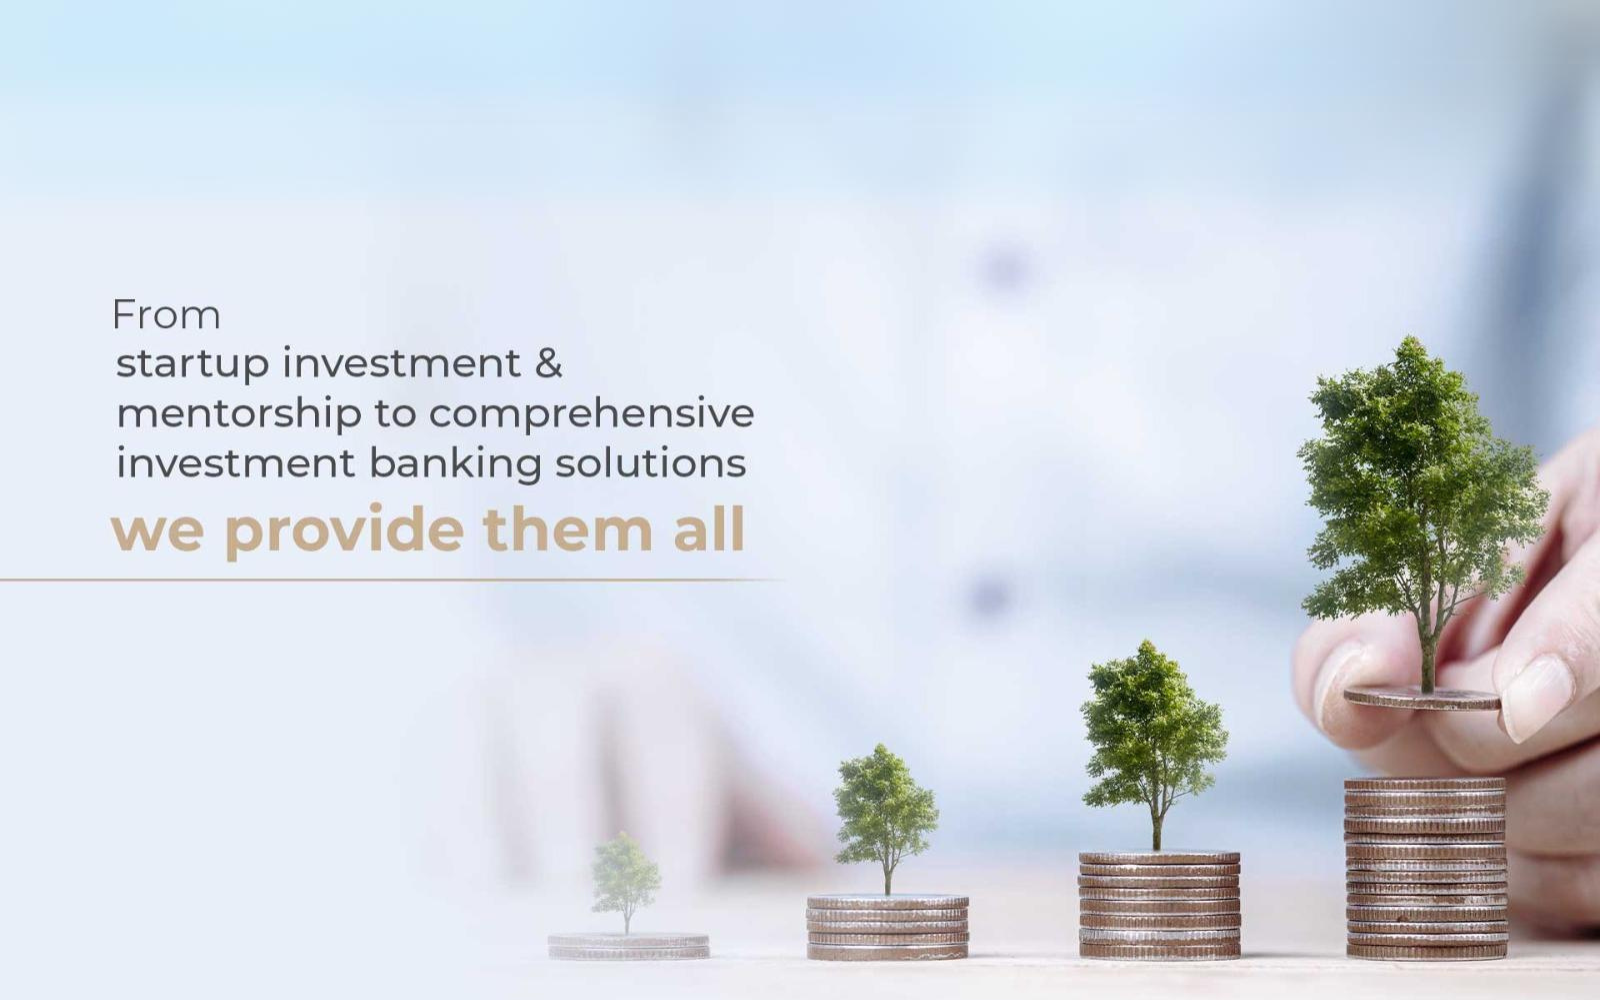 From
startup investment &
mentorship to comprehensive
investment banking solutions
we provide them all